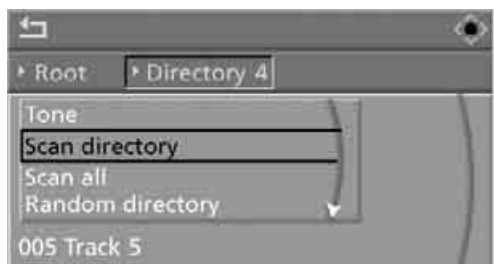 Root Directory 4
Tone
Scan directory
Scan all
Random directory
005 Track 5